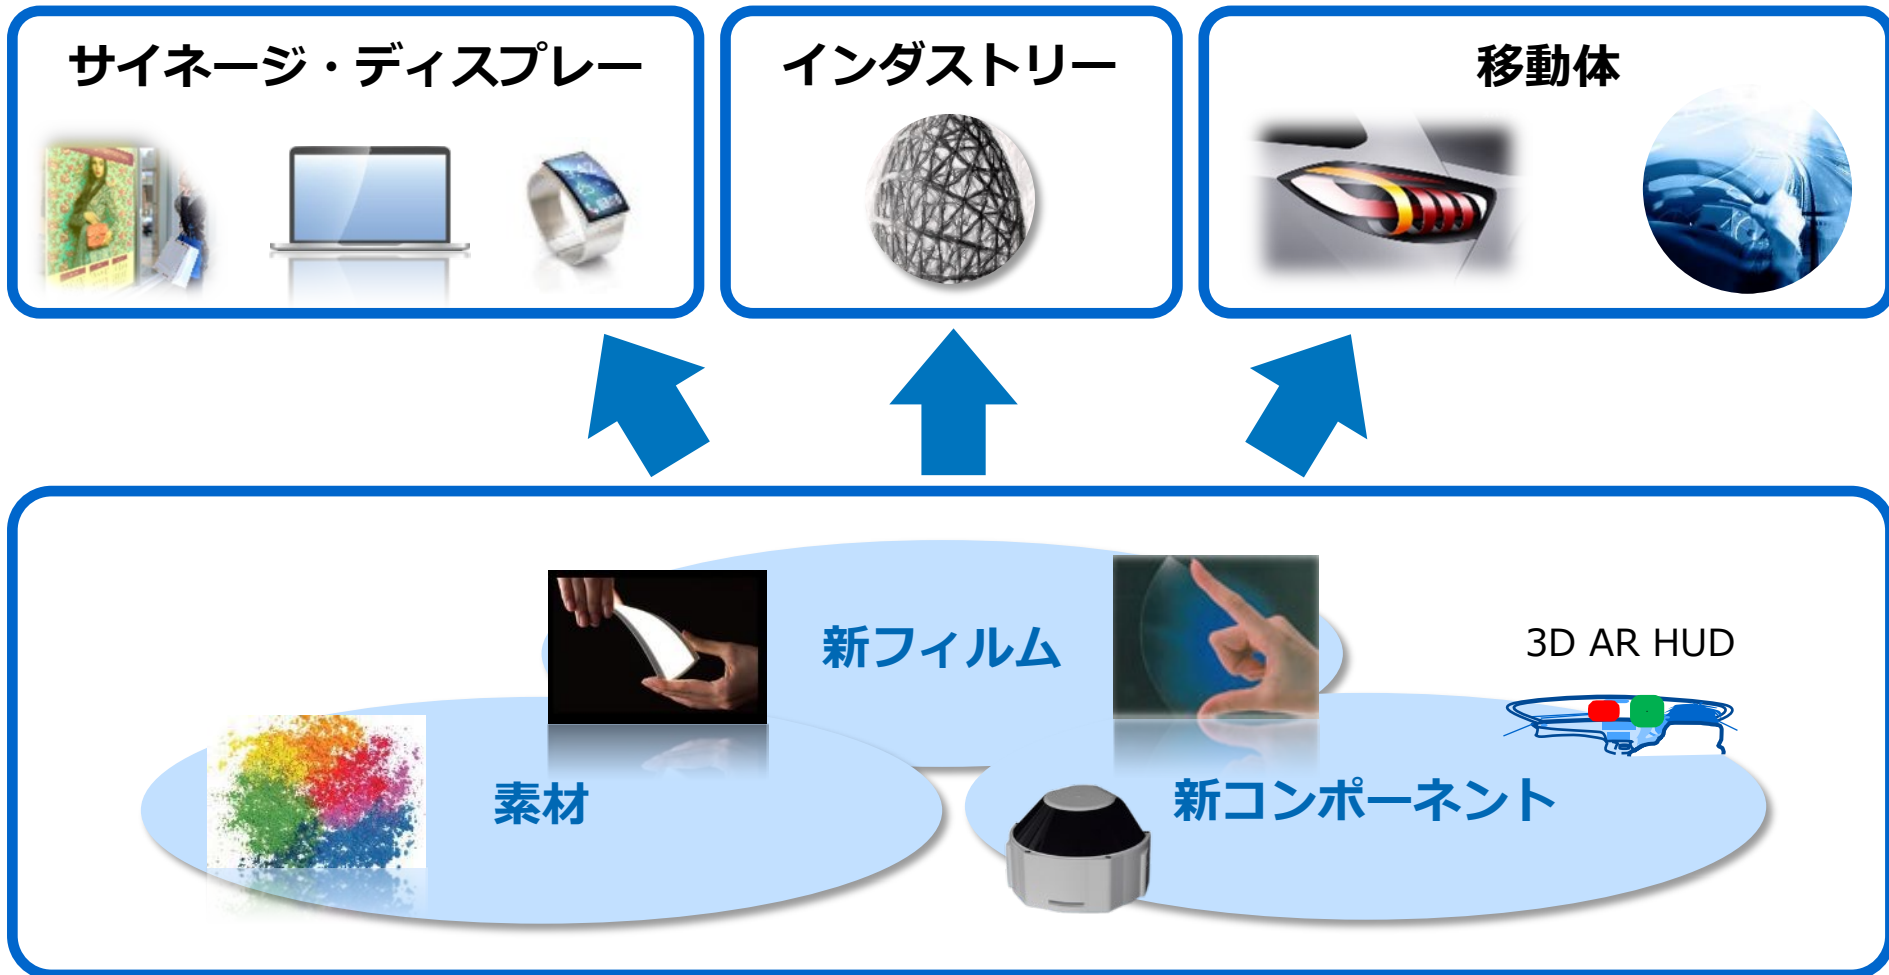 サイネージ・ディスプレー
インダストリー
移動体
新フィルム
3D AR HUD
素材
新コンポーネント